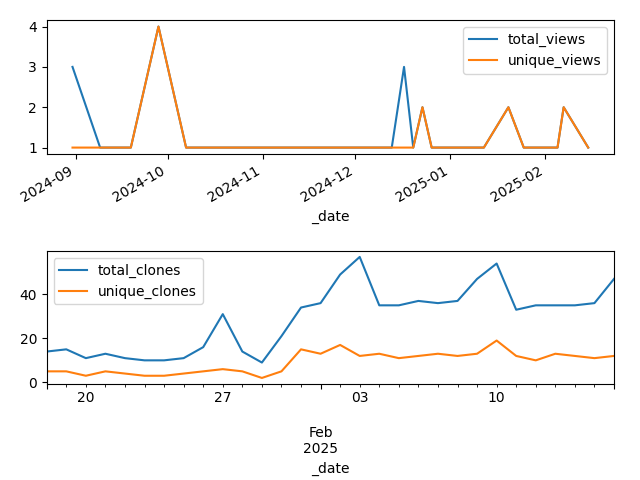 4
3
2
1
total_views
unique_views
2024-09
2024-10
2024-11
2024-12
2025-01
2025-02
_date
40
20
0
total_clones
unique_clones
20
27
03
10
Feb
2025
_date